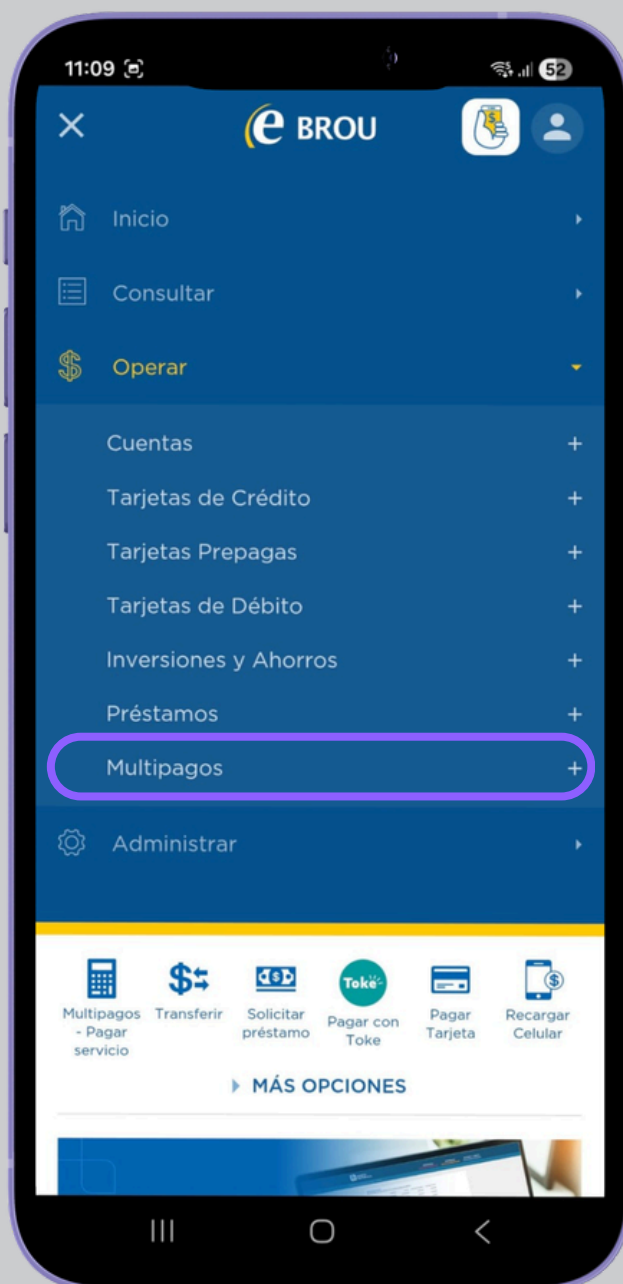 11:09
52
e BROU
Inicio
Consultar
Operar
Cuentas
Tarjetas de Crédito
Tarjetas Prepagas
Tarjetas de Débito
Inversiones y Ahorros
Préstamos
Multipagos
Administrar
Multipagos
- Pagar
servicio
Transferir
Solicitar
préstamo
Toke
Pagar con
Toke
Pagar
Tarjeta
Recargar
Celular
MÁS OPCIONES